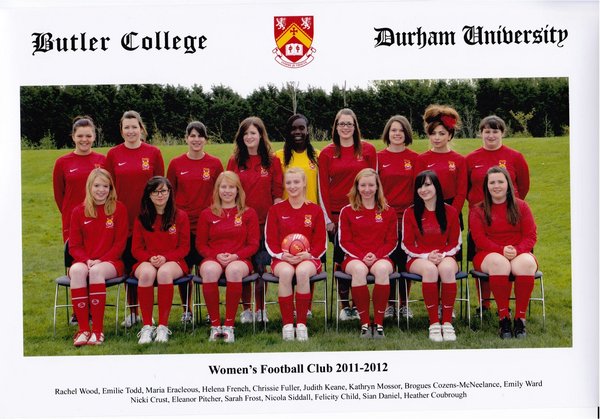 Butler College
Durham University
Women's Football Club 2011-2012
Rachel Wood, Emilie Todd, Maria Eracleous, Helena French, Chrissie Fuller, Judith Keane, Kathryn Mossor, Brogues Cozens-McNeelance, Emily Ward
Nicki Crust, Eleanor Pitcher, Sarah Frost, Nicola Siddall, Felicity Child, Sian Daniel, Heather Coubrough